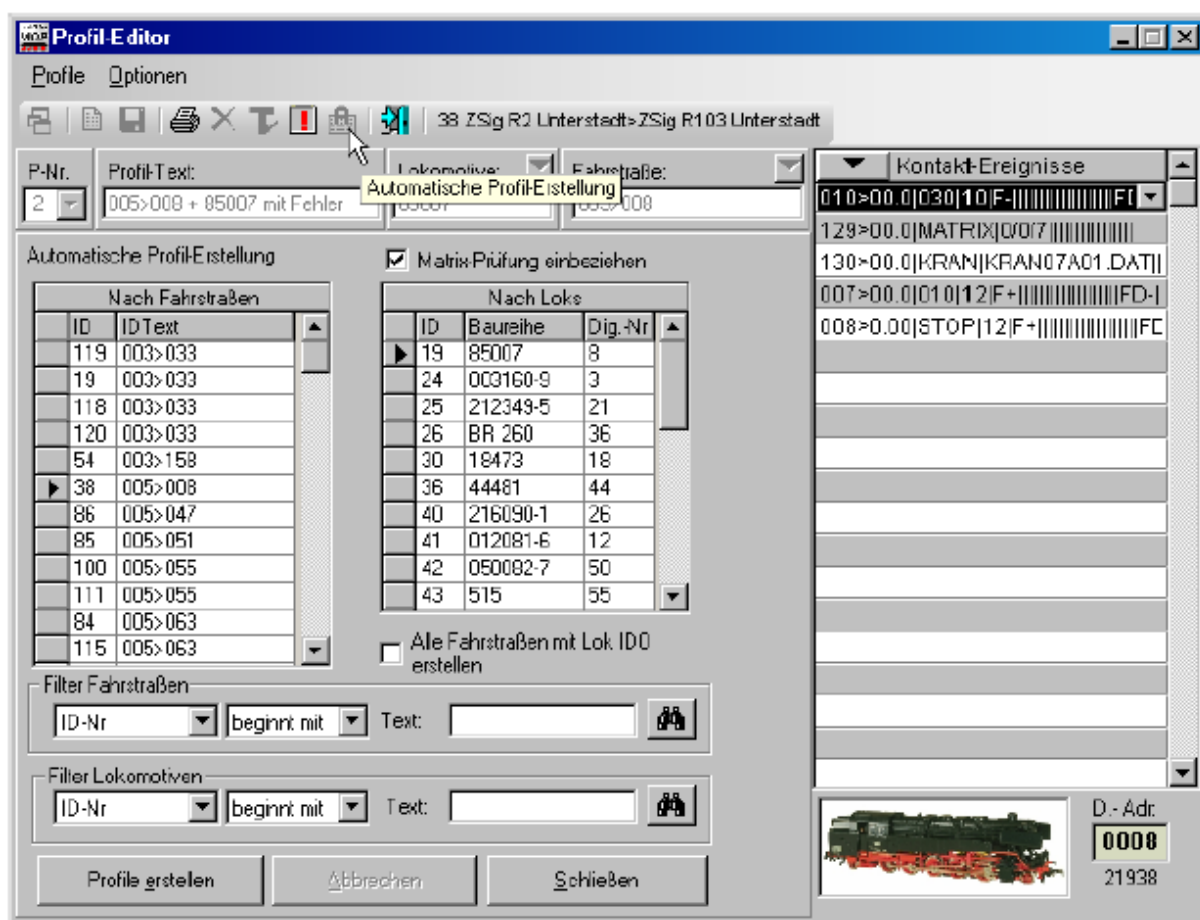 Profil-Editor
Profile Optionen
38 ZSig R2 Unterstadt>ZSig R103 Unterstadt
P-Nr. Profil-Text: Lokomotive: Fahrstraße:
Automatische Profil-Erstellung
2 005>008 + 85007 mit Fehler 85007 005>008
Kontakt-Ereignisse
010>00.0|030|10|F-||||||||||||||||FD
129>00.0|MATRIX|0/0/7||||||||||||||
130>00.0|KRAN|KRAN07A01.DAT||
007>00.0|010|12|F+||||||||||||||||FD-|
008>0.00|STOP|12|F+||||||||||||||||FD
Automatische Profil-Erstellung
Matrix-Prüfung einbeziehen
Nach Fahrstraßen
ID IDText
119 003>033
19 003>033
118 003>033
120 003>033
54 003>158
38 005>008
86 005>047
85 005>051
100 005>055
111 005>055
84 005>063
115 005>063
Nach Loks
ID Baureihe Dig.-Nr
19 85007 8
24 003160-9 3
25 212349-5 21
26 BR 260 36
30 18473 18
36 44481 44
40 216090-1 26
41 012081-6 12
42 050082-7 50
43 515 55
Alle Fahrstraßen mit Lok ID0
erstellen
Filter Fahrstraßen
ID-Nr beginnt mit Text:
Filter Lokomotiven
ID-Nr beginnt mit Text:
Profile erstellen Abbrechen Schließen
D.- Adr.
0008
21938